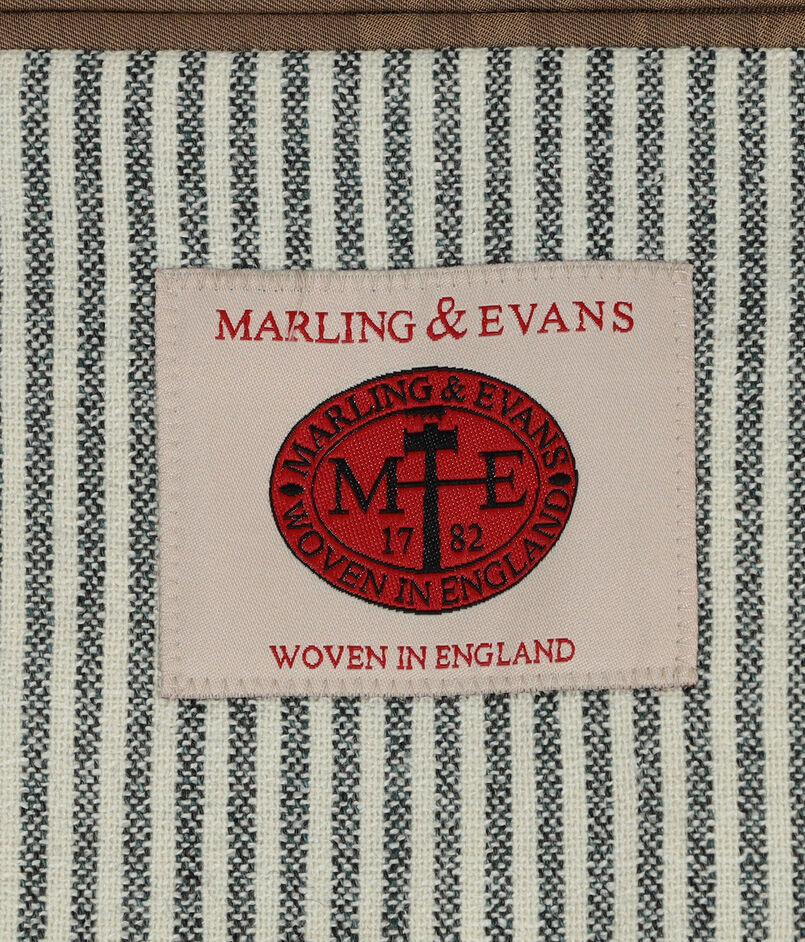 MARLING & EVANS
MARLING & EVANS
M E
17 82
WOVEN IN ENGLAND
WOVEN IN ENGLAND